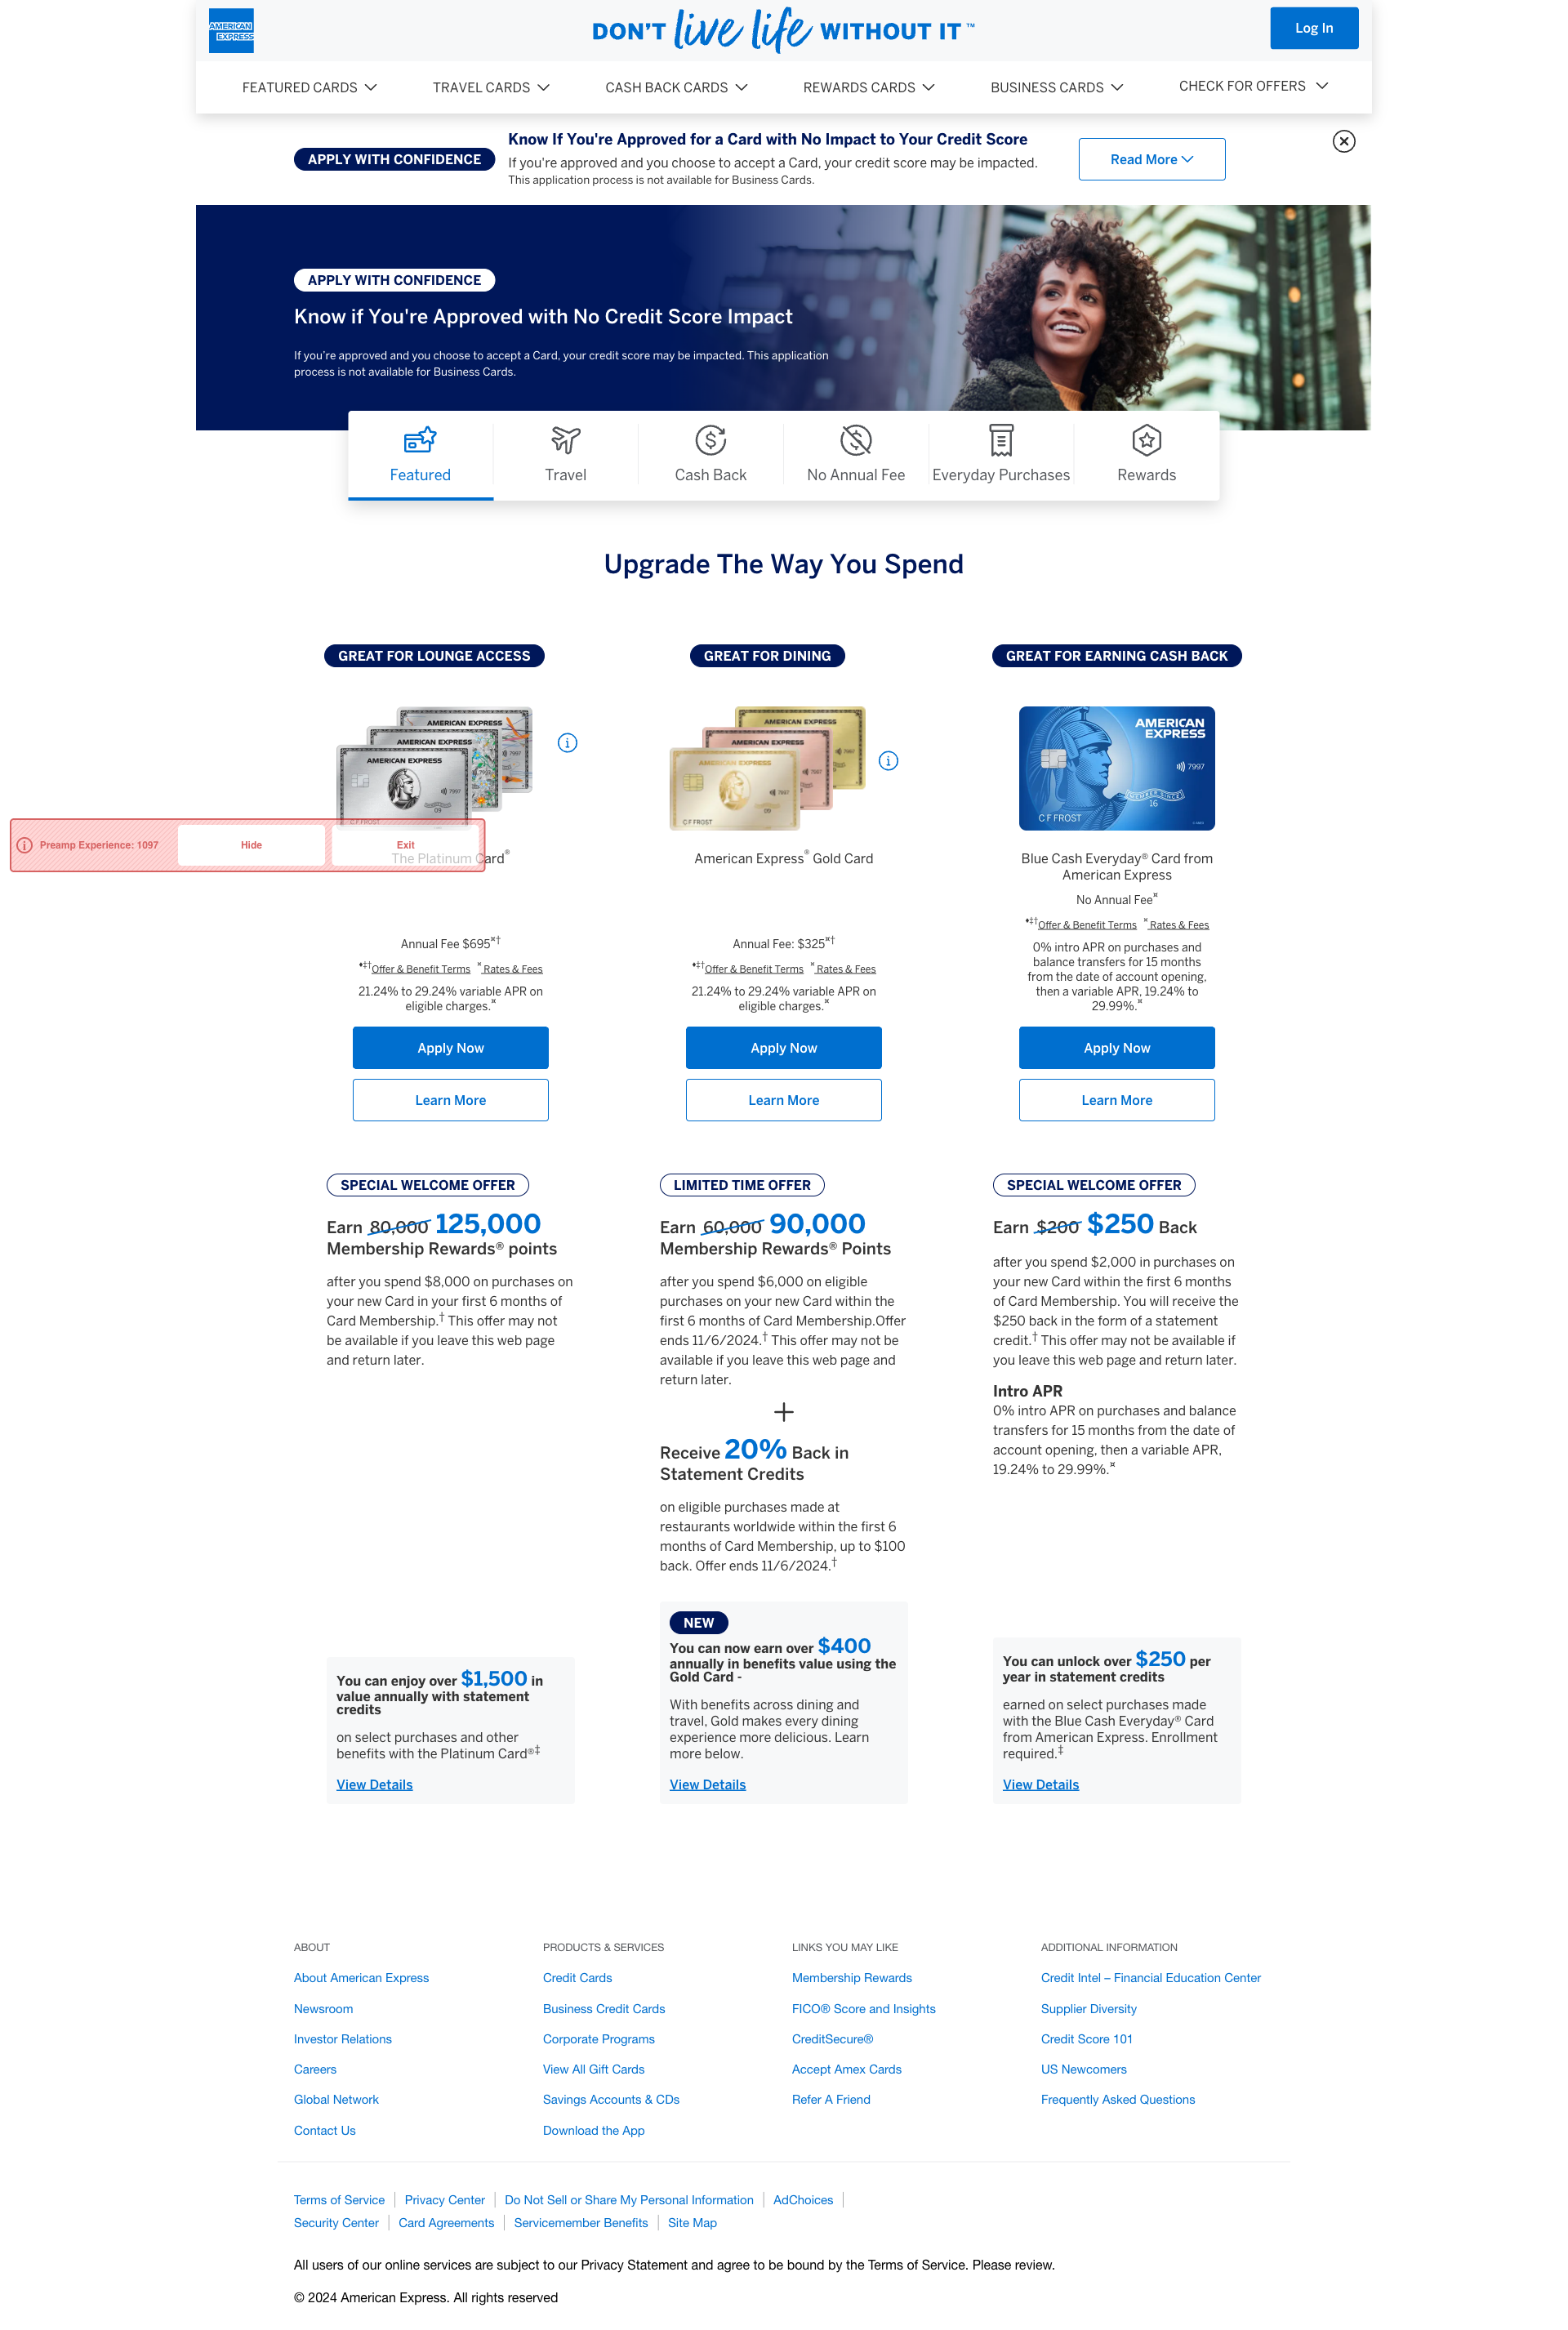 AMERICAN
EXPRESS
DON'T live life WITHOUT IT ™
Log In
FEATURED CARDS
TRAVEL CARDS
CASH BACK CARDS
REWARDS CARDS
BUSINESS CARDS
CHECK FOR OFFERS
APPLY WITH CONFIDENCE
Know If You're Approved for a Card with No Impact to Your Credit Score
If you're approved and you choose to accept a Card, your credit score may be impacted.
This application process is not available for Business Cards.
Read More
APPLY WITH CONFIDENCE
Know if You're Approved with No Credit Score Impact
If you're approved and you choose to accept a Card, your credit score may be impacted. This application
process is not available for Business Cards.
Featured
Travel
Cash Back
No Annual Fee
Everyday Purchases
Rewards
Upgrade The Way You Spend
GREAT FOR LOUNGE ACCESS
AMERICAN EXPRESS
7997
AMERICAN EXPRESS
AMERICAN EXPRESS
7997
09
C F FROST
Preamp Experience: 1097
Hide
Exit
The Platinum Card®
Annual Fee $695¤†
♦‡†Offer & Benefit Terms ¤ Rates & Fees
21.24% to 29.24% variable APR on
eligible charges.¤
Apply Now
Learn More
SPECIAL WELCOME OFFER
Earn 80,000 125,000
Membership Rewards® points
after you spend $8,000 on purchases on
your new Card in your first 6 months of
Card Membership.† This offer may not
be available if you leave this web page
and return later.
You can enjoy over $1,500 in
value annually with statement
credits
on select purchases and other
benefits with the Platinum Card®‡
View Details
GREAT FOR DINING
AMERICAN EXPRESS
7997
AMERICAN EXPRESS
7997
AMERICAN EXPRESS
7997
09
C F FROST
American Express® Gold Card
Annual Fee: $325¤†
♦‡†Offer & Benefit Terms ¤ Rates & Fees
21.24% to 29.24% variable APR on
eligible charges.¤
Apply Now
Learn More
LIMITED TIME OFFER
Earn 60,000 90,000
Membership Rewards® Points
after you spend $6,000 on eligible
purchases on your new Card within the
first 6 months of Card Membership.Offer
ends 11/6/2024.† This offer may not be
available if you leave this web page and
return later.
+
Receive 20% Back in
Statement Credits
on eligible purchases made at
restaurants worldwide within the first 6
months of Card Membership, up to $100
back. Offer ends 11/6/2024.†
NEW
You can now earn over $400
annually in benefits value using the
Gold Card -
With benefits across dining and
travel, Gold makes every dining
experience more delicious. Learn
more below.
View Details
GREAT FOR EARNING CASH BACK
AMERICAN
EXPRESS
7997
MEMBER SINCE
16
C F FROST
Blue Cash Everyday® Card from
American Express
No Annual Fee¤
♦‡†Offer & Benefit Terms ¤ Rates & Fees
0% intro APR on purchases and
balance transfers for 15 months
from the date of account opening,
then a variable APR, 19.24% to
29.99%.¤
Apply Now
Learn More
SPECIAL WELCOME OFFER
Earn $200 $250 Back
after you spend $2,000 in purchases on
your new Card within the first 6 months
of Card Membership. You will receive the
$250 back in the form of a statement
credit.† This offer may not be available if
you leave this web page and return later.
Intro APR
0% intro APR on purchases and balance
transfers for 15 months from the date of
account opening, then a variable APR,
19.24% to 29.99%.¤
You can unlock over $250 per
year in statement credits
earned on select purchases made
with the Blue Cash Everyday® Card
from American Express. Enrollment
required.‡
View Details
ABOUT
About American Express
Newsroom
Investor Relations
Careers
Global Network
Contact Us
PRODUCTS & SERVICES
Credit Cards
Business Credit Cards
Corporate Programs
View All Gift Cards
Savings Accounts & CDs
Download the App
LINKS YOU MAY LIKE
Membership Rewards
FICO® Score and Insights
CreditSecure®
Accept Amex Cards
Refer A Friend
ADDITIONAL INFORMATION
Credit Intel – Financial Education Center
Supplier Diversity
Credit Score 101
US Newcomers
Frequently Asked Questions
Terms of Service
Privacy Center
Do Not Sell or Share My Personal Information
AdChoices
Security Center
Card Agreements
Servicemember Benefits
Site Map
All users of our online services are subject to our Privacy Statement and agree to be bound by the Terms of Service. Please review.
© 2024 American Express. All rights reserved